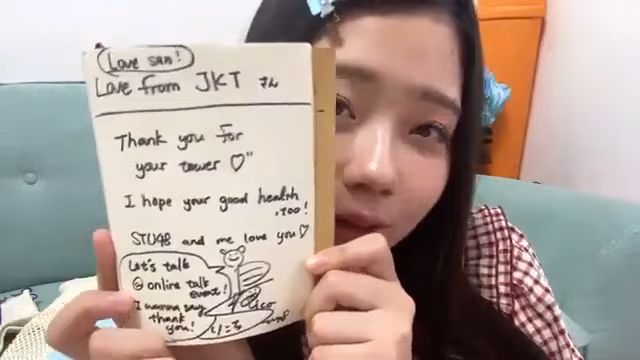 Love san!
Love from JKT さん
Thank you for
your tower ♡"
I hope your good health
,too!
STU48 and me love you♡
Let's talk
@ online talk
event!
I wanna say
thank
you!